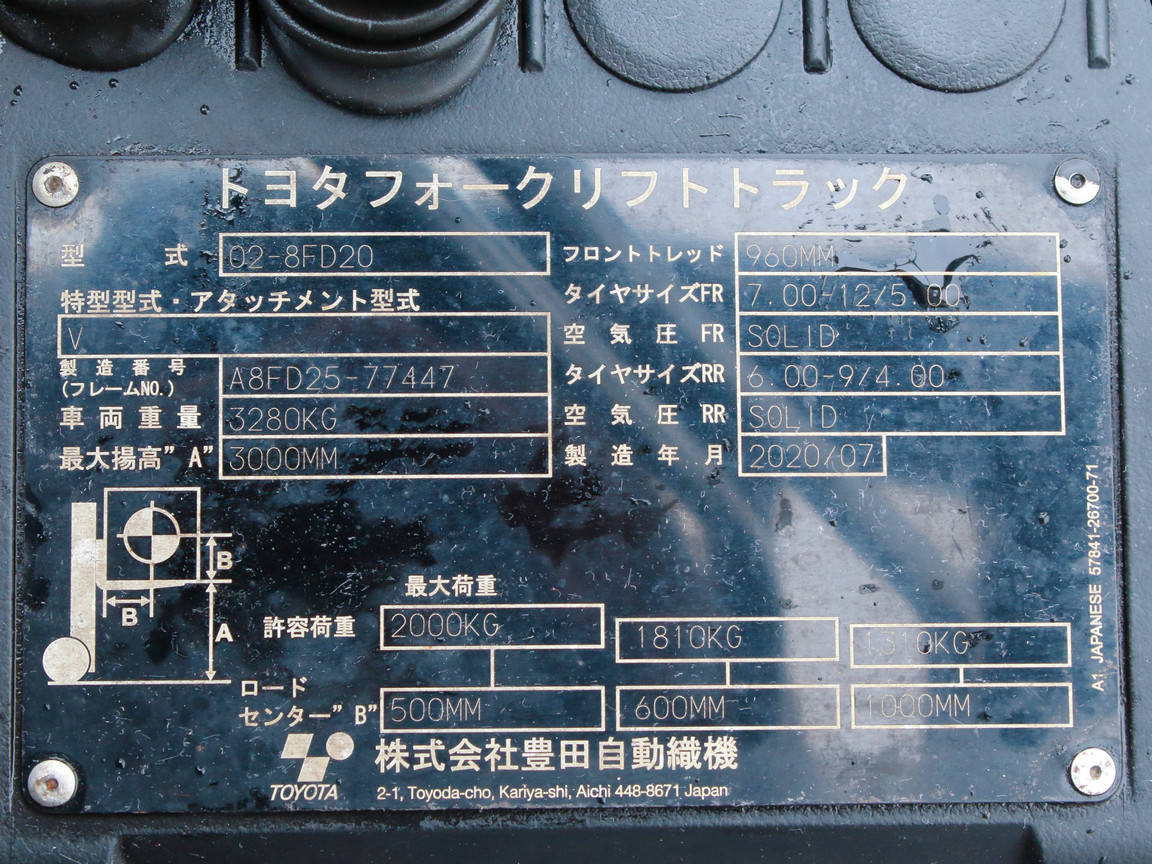 トヨタフォークリフトトラック
型式 02-8FD20
特型型式・アタッチメント型式
V
製造番号
(フレームNO.) A8FD25-77447
車両重量 3280KG
最大揚高"A" 3000MM
フロントトレッド 960MM
タイヤサイズFR 7.00-12/5.00
空気圧FR SOLID
タイヤサイズRR 6.00-9/4.00
空気圧RR SOLID
製造年月 2020/07
B
B
A
最大荷重
許容荷重 2000KG 1810KG 1310KG
ロード
センター"B" 500MM 600MM 1000MM
TOYOTA
株式会社豊田自動織機
2-1, Toyoda-cho, Kariya-shi, Aichi 448-8671 Japan
A1 JAPANESE 57841-26700-71